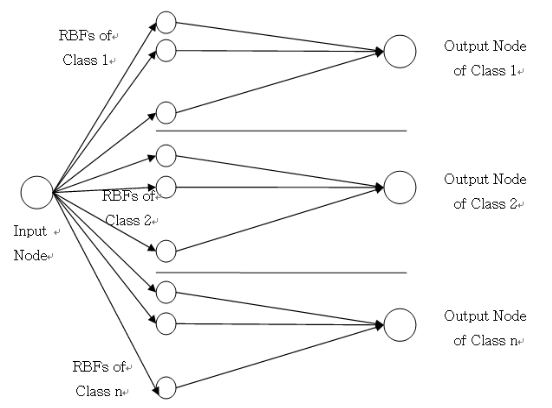 RBFs of
Class 1
Output Node
of Class 1
RBFs of
Class 2
Output Node
of Class 2
Input
Node
Output Node
of Class n
RBFs of
Class n